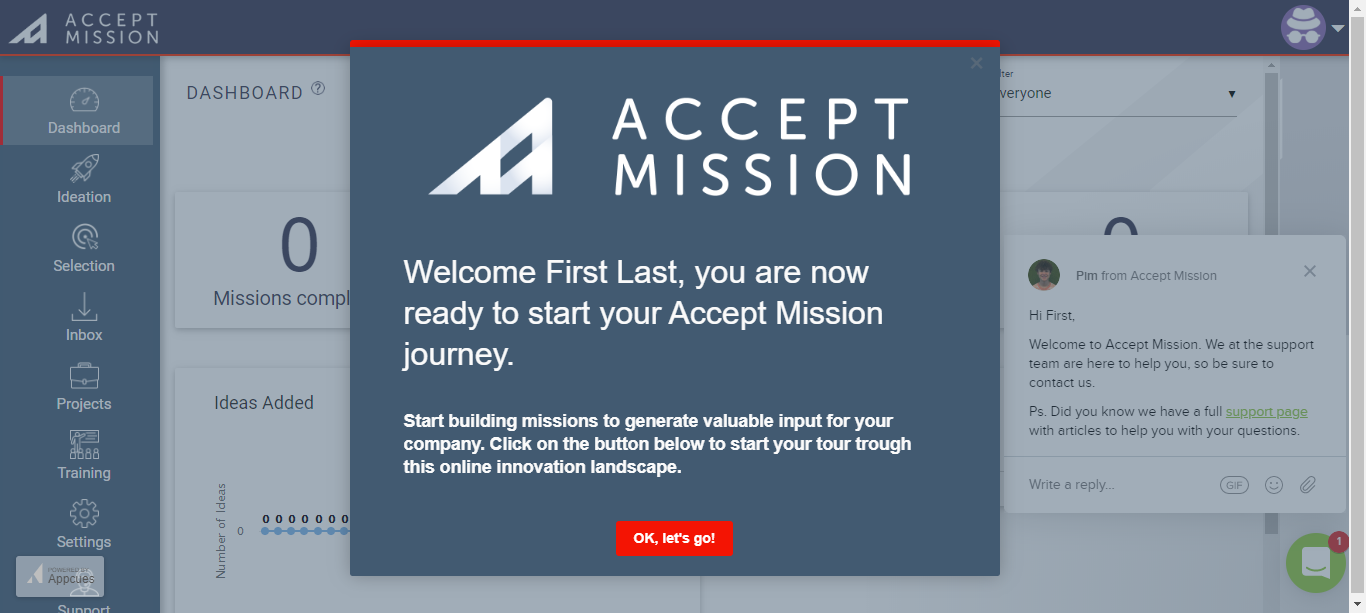 ACCEPT
MISSION
Dashboard
Ideation
Selection
Inbox
Projects
Training
Settings
Support
POWERED BY
Appcues
DASHBOARD ?
lter
veryone
0
Missions compl
0
Ideas Added
Number of Ideas
0
0 0 0 0 0 0 0
ACCEPT
MISSION
Welcome First Last, you are now
ready to start your Accept Mission
journey.
Start building missions to generate valuable input for your
company. Click on the button below to start your tour trough
this online innovation landscape.
OK, let's go!
Pim from Accept Mission
Hi First,
Welcome to Accept Mission. We at the support
team are here to help you, so be sure to
contact us.
Ps. Did you know we have a full support page
with articles to help you with your questions.
Write a reply...
GIF
1